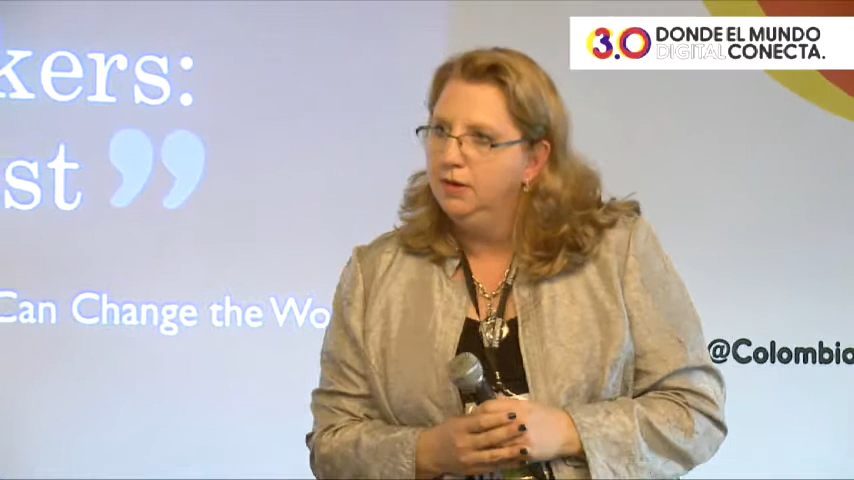 kers:
st ”
Can Change the Wo
3.0 DONDE EL MUNDO
DIGITAL CONECTA.
@Colombi